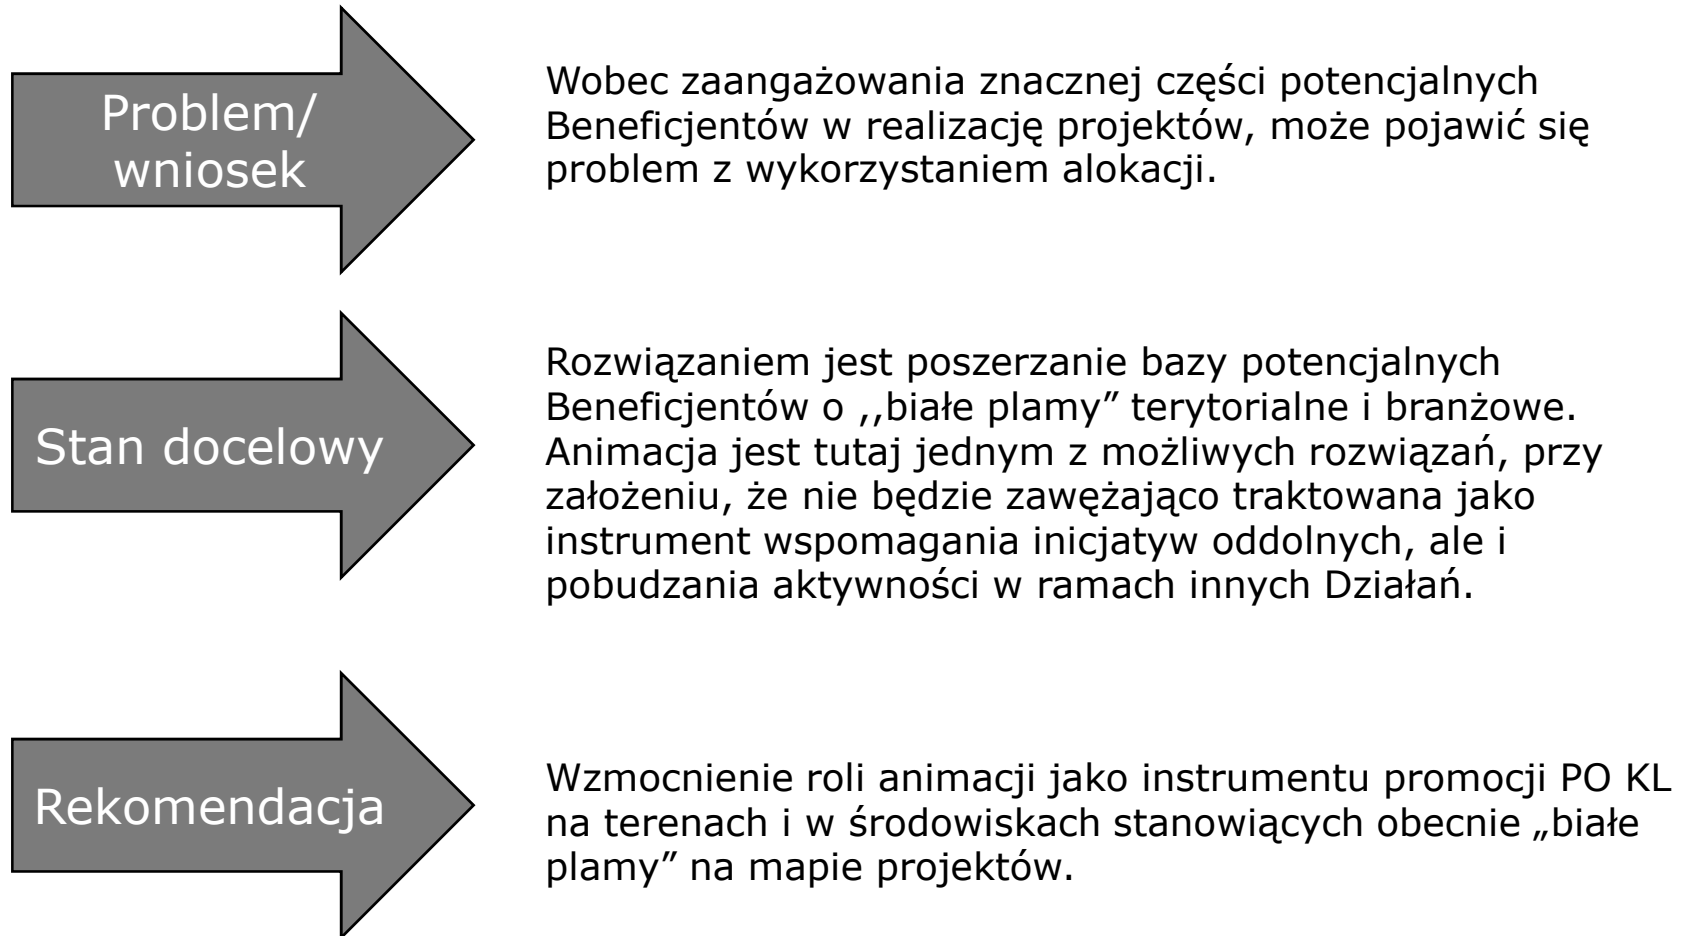 Problem/
wniosek
Wobec zaangażowania znacznej części potencjalnych
Beneficjentów w realizację projektów, może pojawić się
problem z wykorzystaniem alokacji.
Stan docelowy
Rozwiązaniem jest poszerzanie bazy potencjalnych
Beneficjentów o ,,białe plamy” terytorialne i branżowe.
Animacja jest tutaj jednym z możliwych rozwiązań, przy
założeniu, że nie będzie zawężająco traktowana jako
instrument wspomagania inicjatyw oddolnych, ale i
pobudzania aktywności w ramach innych Działań.
Rekomendacja
Wzmocnienie roli animacji jako instrumentu promocji PO KL
na terenach i w środowiskach stanowiących obecnie „białe
plamy” na mapie projektów.